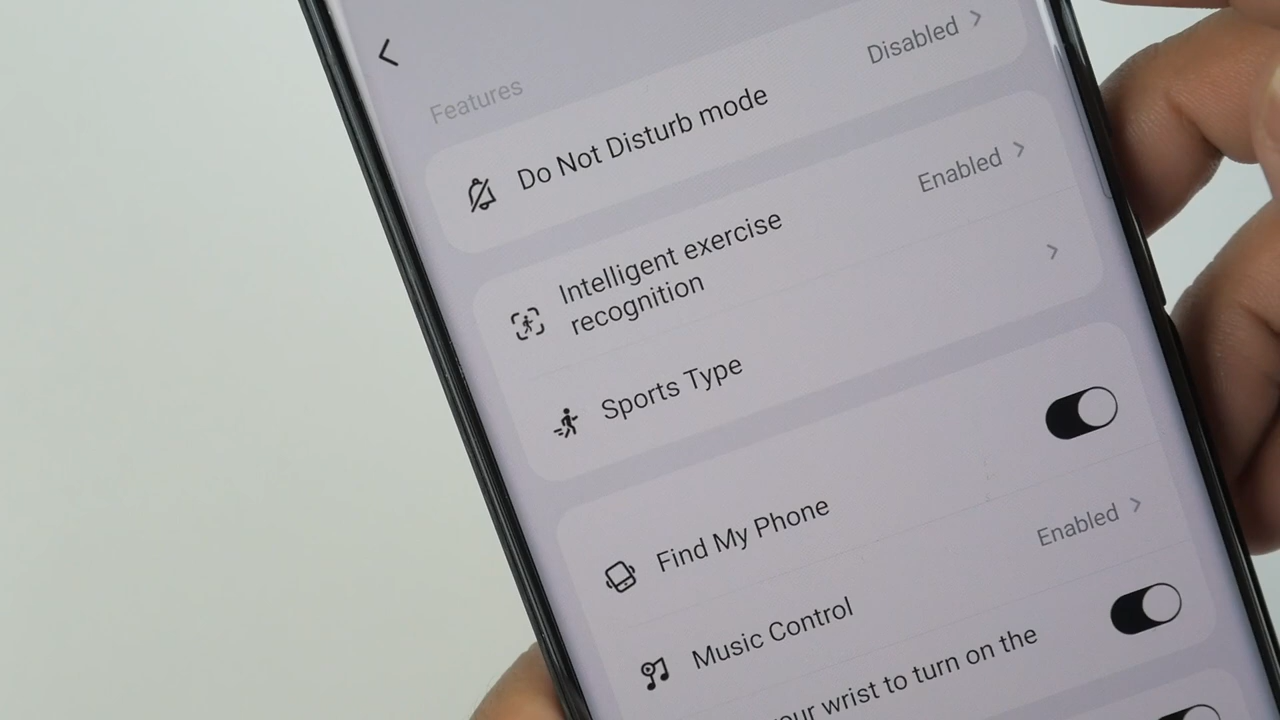 Features
Do Not Disturb mode
Disabled
Intelligent exercise
recognition
Enabled
Sports Type
Find My Phone
Music Control
Enabled
wrist to turn on the